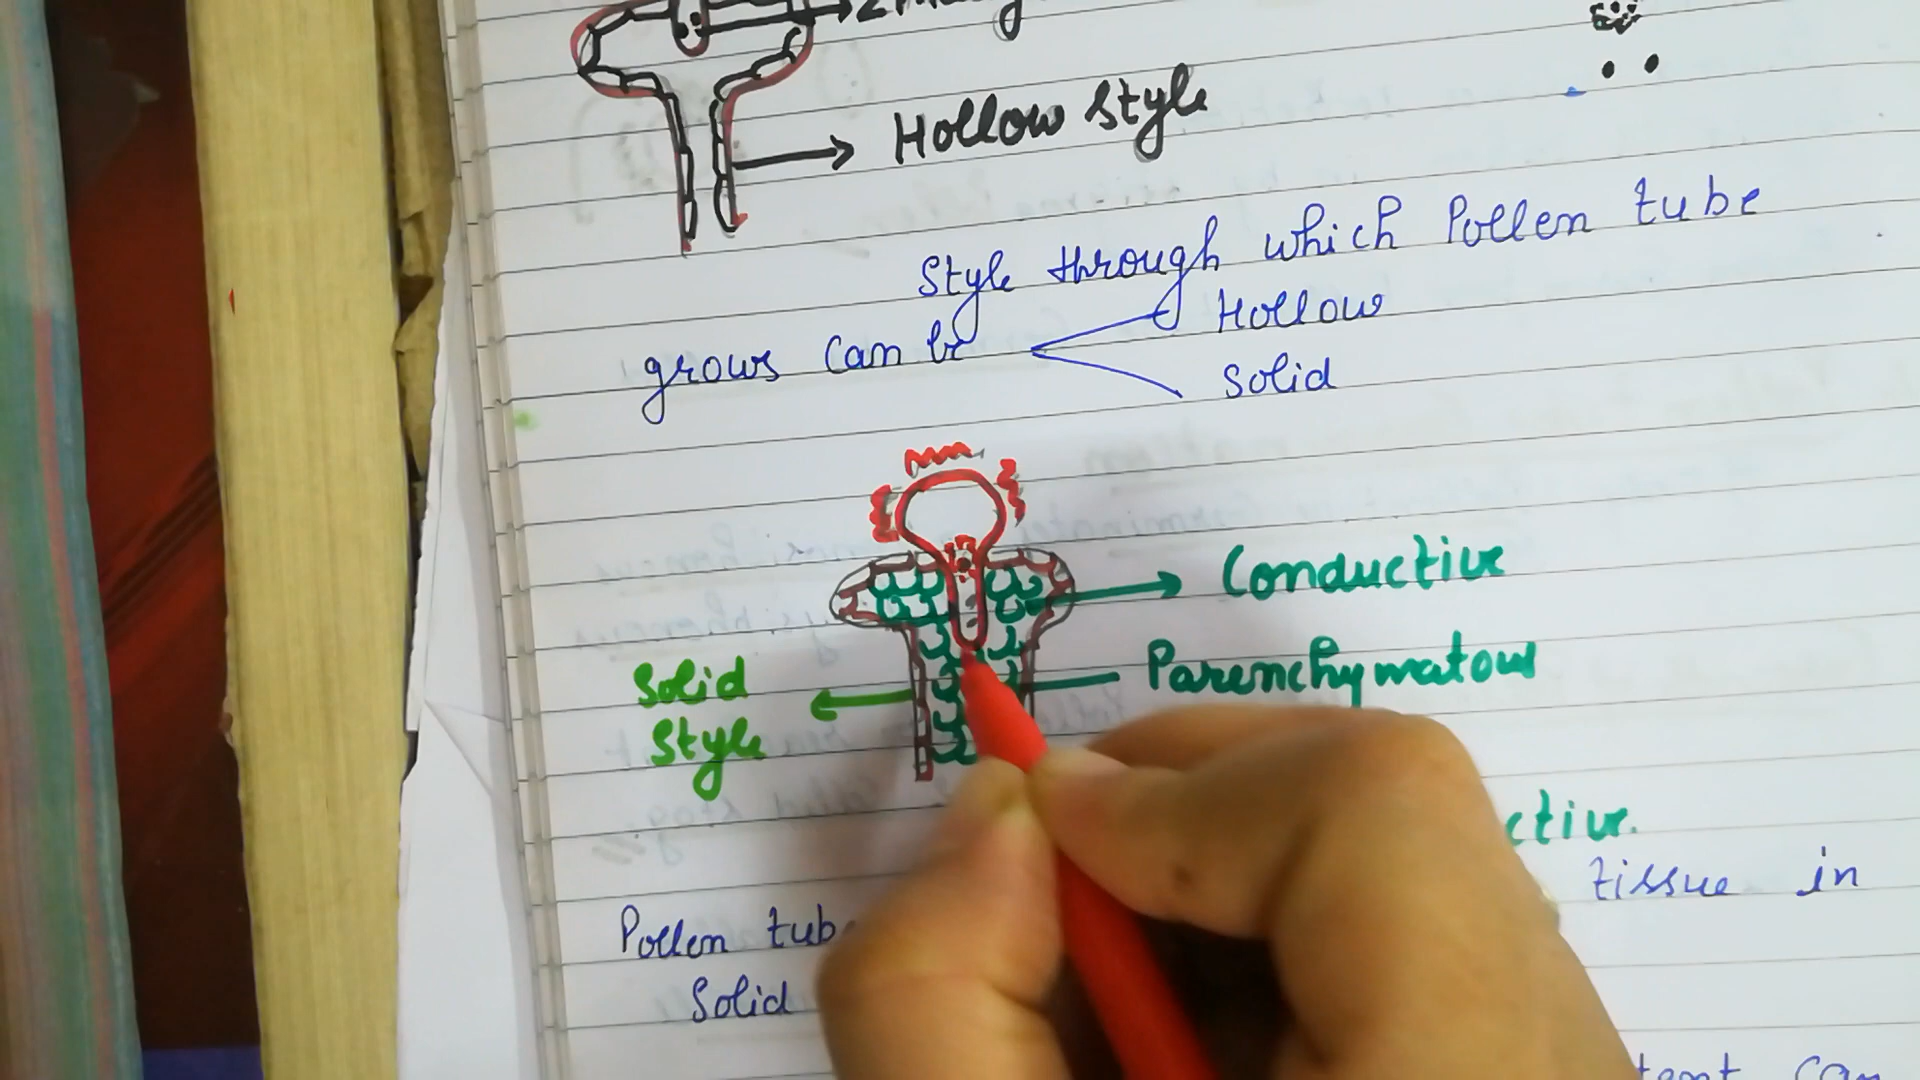 Hollow Style
Style through which Pollen tube
grows can be
Hollow
Solid
Conductive
Parenchymatous
Solid
Style
ctive.
tissue in
Pollen tub
Solid
can